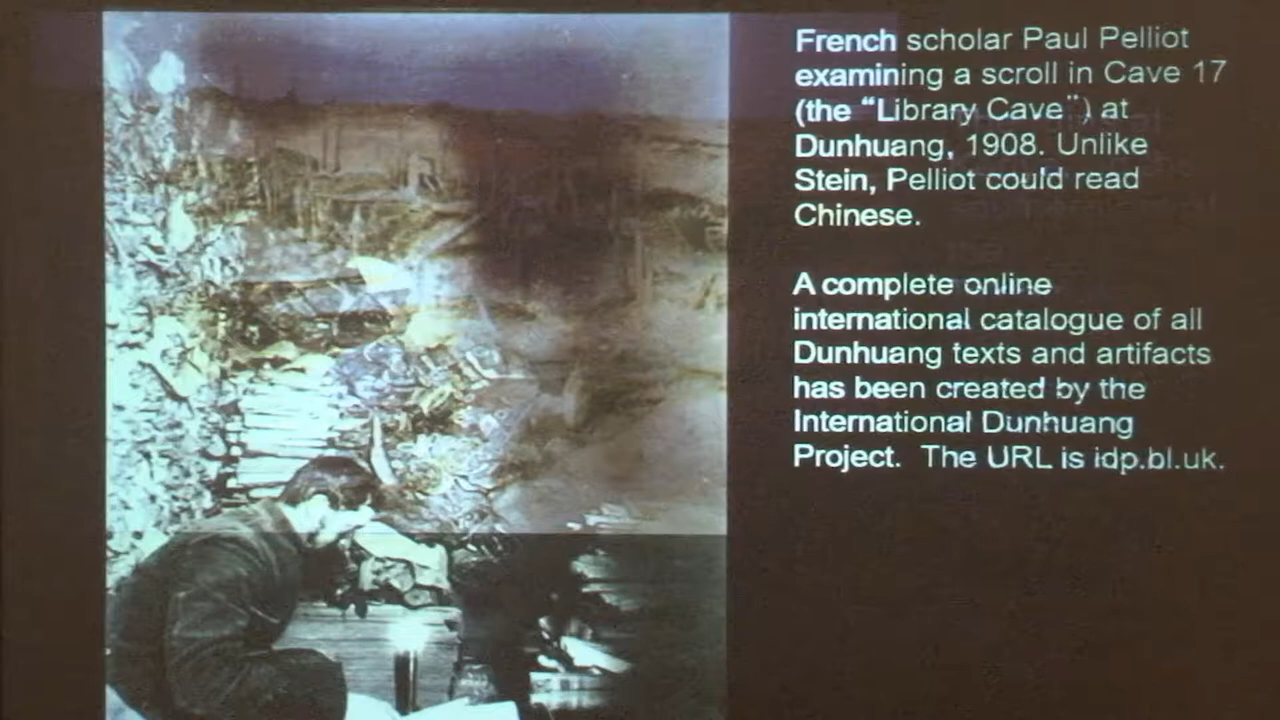 French scholar Paul Pelliot
examining a scroll in Cave 17
(the “Library Cave”) at
Dunhuang, 1908. Unlike
Stein, Pelliot could read
Chinese.
A complete online
international catalogue of all
Dunhuang texts and artifacts
has been created by the
International Dunhuang
Project. The URL is idp.bl.uk.